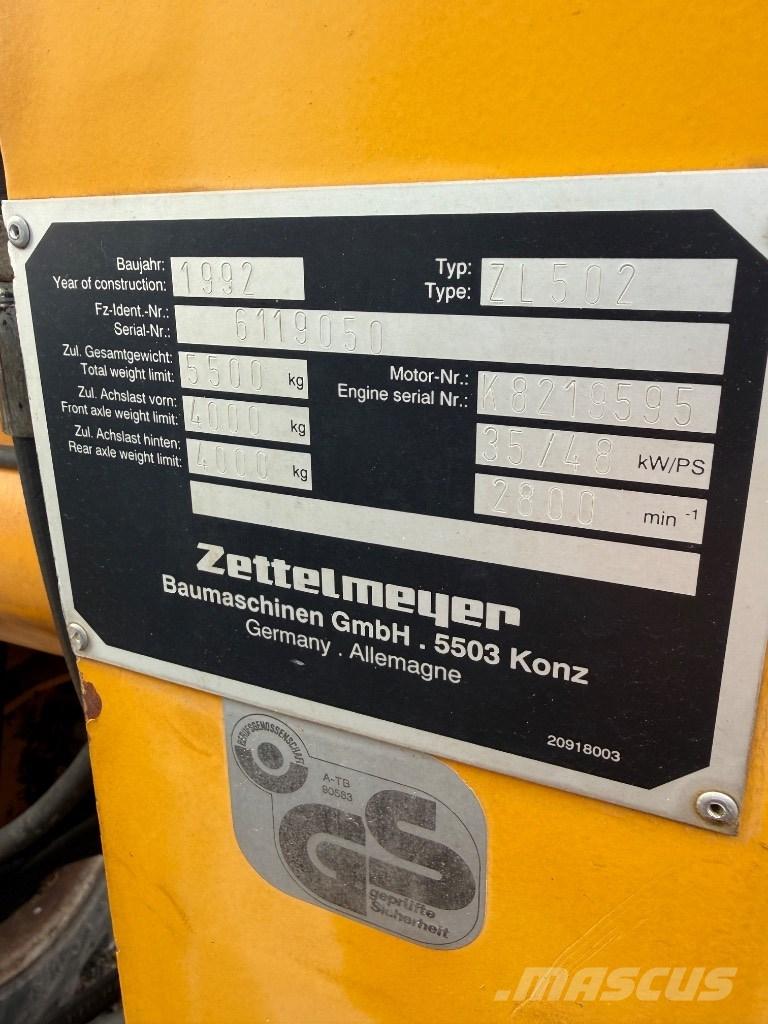 Baujahr:
Year of construction: 1992
Typ:
Type: ZL502
Fz-Ident.-Nr.:
Serial-Nr.: 6119050
Zul. Gesamtgewicht:
Total weight limit: 5500 kg
Motor-Nr.:
Engine serial Nr.: K8219595
Zul. Achslast vorn:
Front axle weight limit: 4000 kg
35/48 kW/PS
Zul. Achslast hinten:
Rear axle weight limit: 4000 kg
2800 min -1
Zettelmeyer
Baumaschinen GmbH . 5503 Konz
Germany . Allemagne
20918003
BERUFSGENOSSENSCHAFT
A-TB
90583
GS
geprüfte
Sicherheit
MASCUS